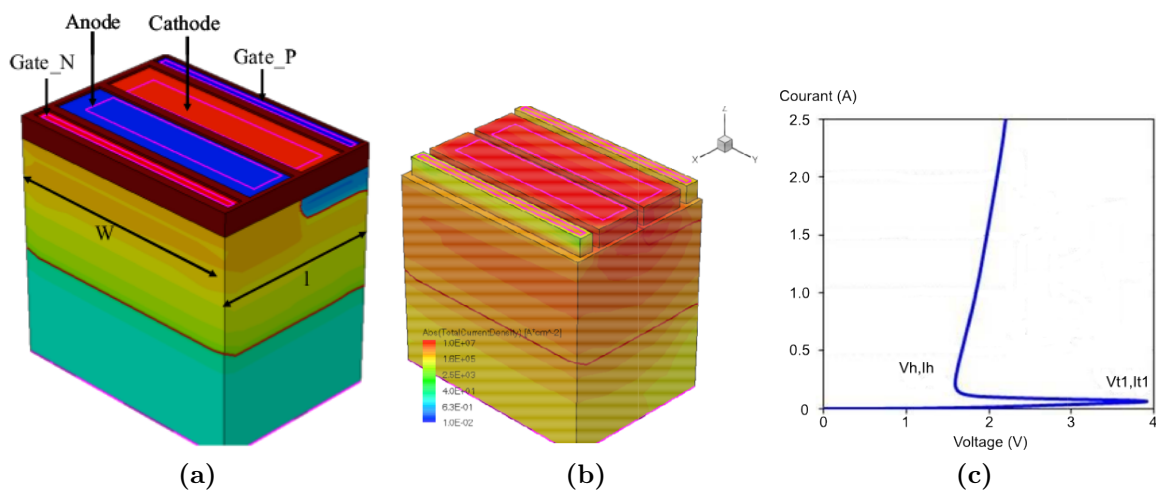 Anode
Cathode
Gate_N
Gate_P
W
l
(a)
Z
X
Y
Abs(TotalCurrentDensity) [A*cm^-2]
1.0E+07
1.6E+05
2.5E+03
4.0E+01
6.3E-01
1.0E-02
(b)
Courant (A)
2.5
2.0
1.5
1.0
0.5
0
Vh,Ih
Vt1,It1
0
1
2
3
4
Voltage (V)
(c)